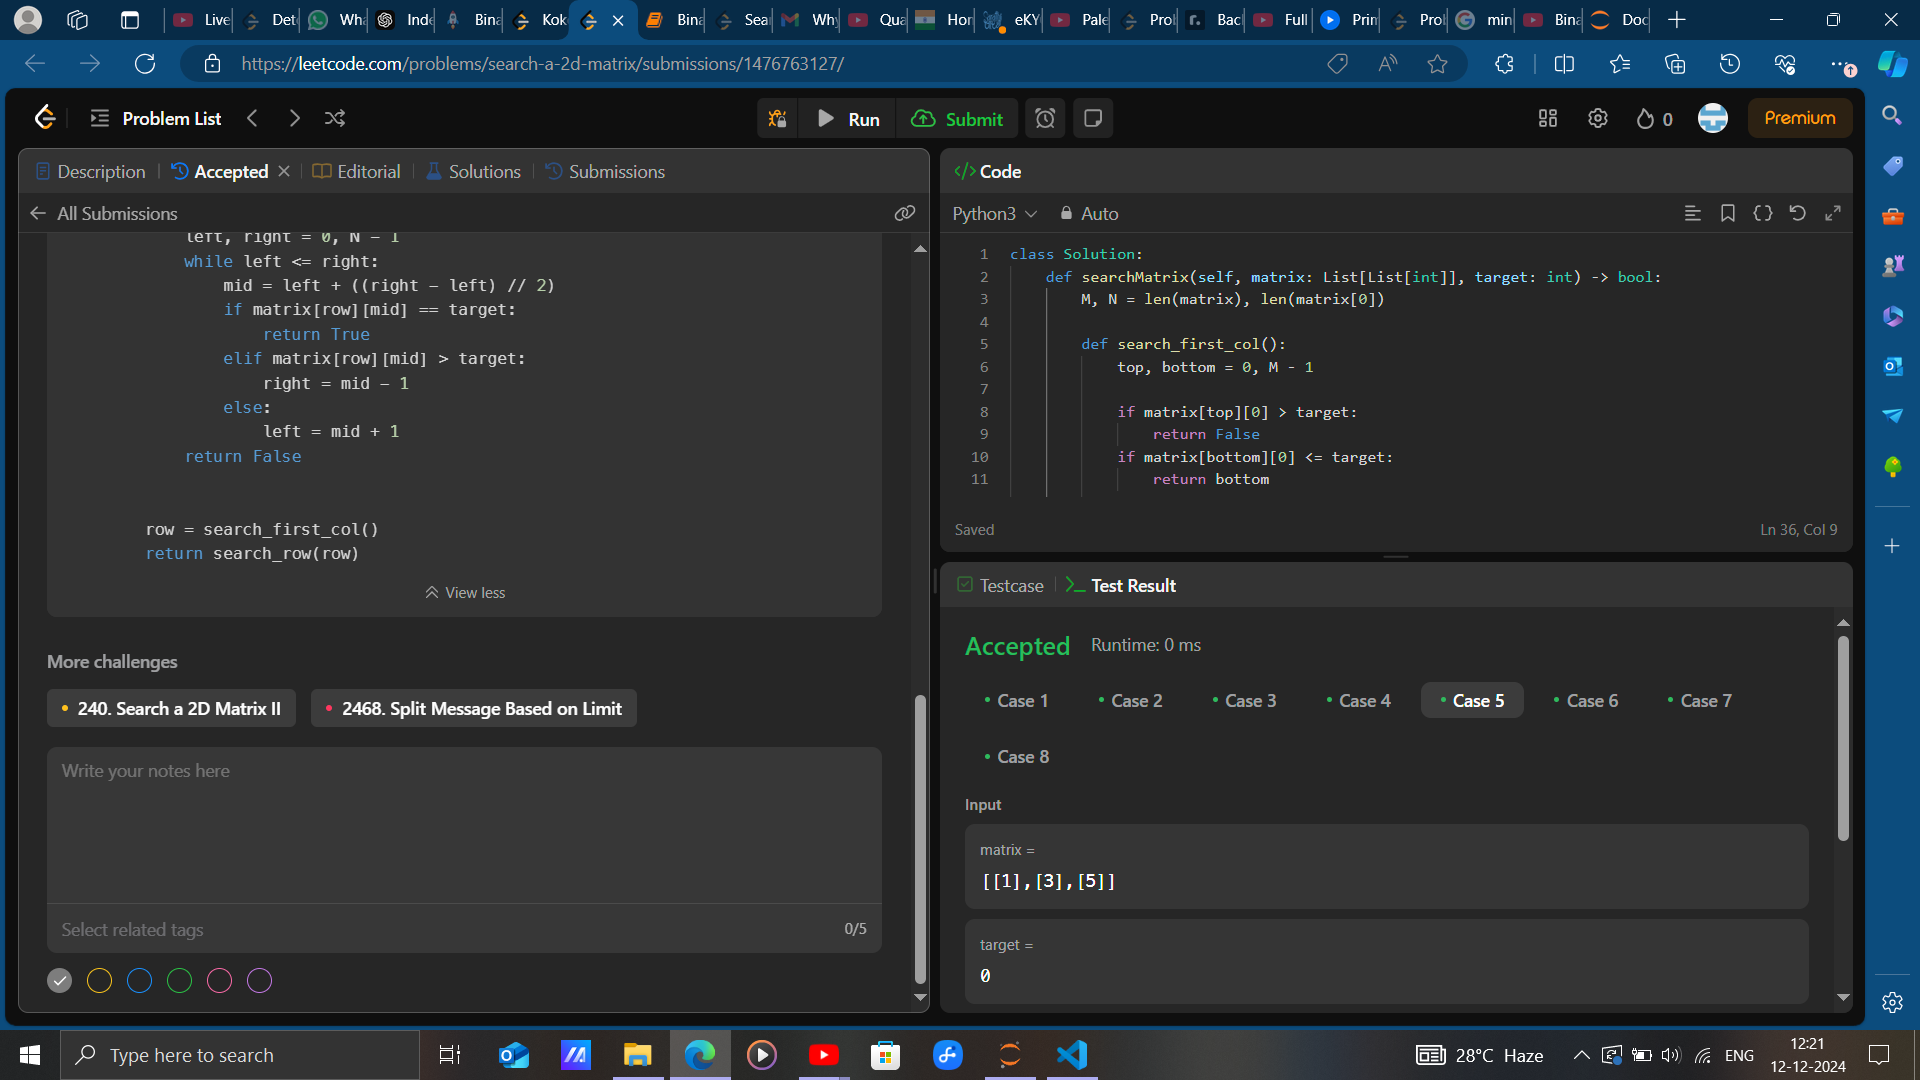 Live
Dete
Wha
Inde
Bina
Koko
Bina
Sea
Why
Qua
Hon
eKY
Pale
Prol
Back
Full
Prin
Prol
min
Bina
Doc
https://leetcode.com/problems/search-a-2d-matrix/submissions/1476763127/
Problem List
Run
Submit
0
Premium
Description
Accepted
Editorial
Solutions
Submissions
All Submissions
left, right = 0, N - 1
while left <= right:
mid = left + ((right - left) // 2)
if matrix[row][mid] == target:
return True
elif matrix[row][mid] > target:
right = mid - 1
else:
left = mid + 1
return False
row = search_first_col()
return search_row(row)
View less
More challenges
240. Search a 2D Matrix II
2468. Split Message Based on Limit
Write your notes here
Select related tags
0/5
</> Code
Python3
Auto
1 class Solution:
2 def searchMatrix(self, matrix: List[List[int]], target: int) -> bool:
3 M, N = len(matrix), len(matrix[0])
4
5 def search_first_col():
6 top, bottom = 0, M - 1
7
8 if matrix[top][0] > target:
9 return False
10 if matrix[bottom][0] <= target:
11 return bottom
Saved
Ln 36, Col 9
Testcase
Test Result
Accepted
Runtime: 0 ms
Case 1
Case 2
Case 3
Case 4
Case 5
Case 6
Case 7
Case 8
Input
matrix =
[[1],[3],[5]]
target =
0
Type here to search
28°C Haze
ENG
12:21
12-12-2024